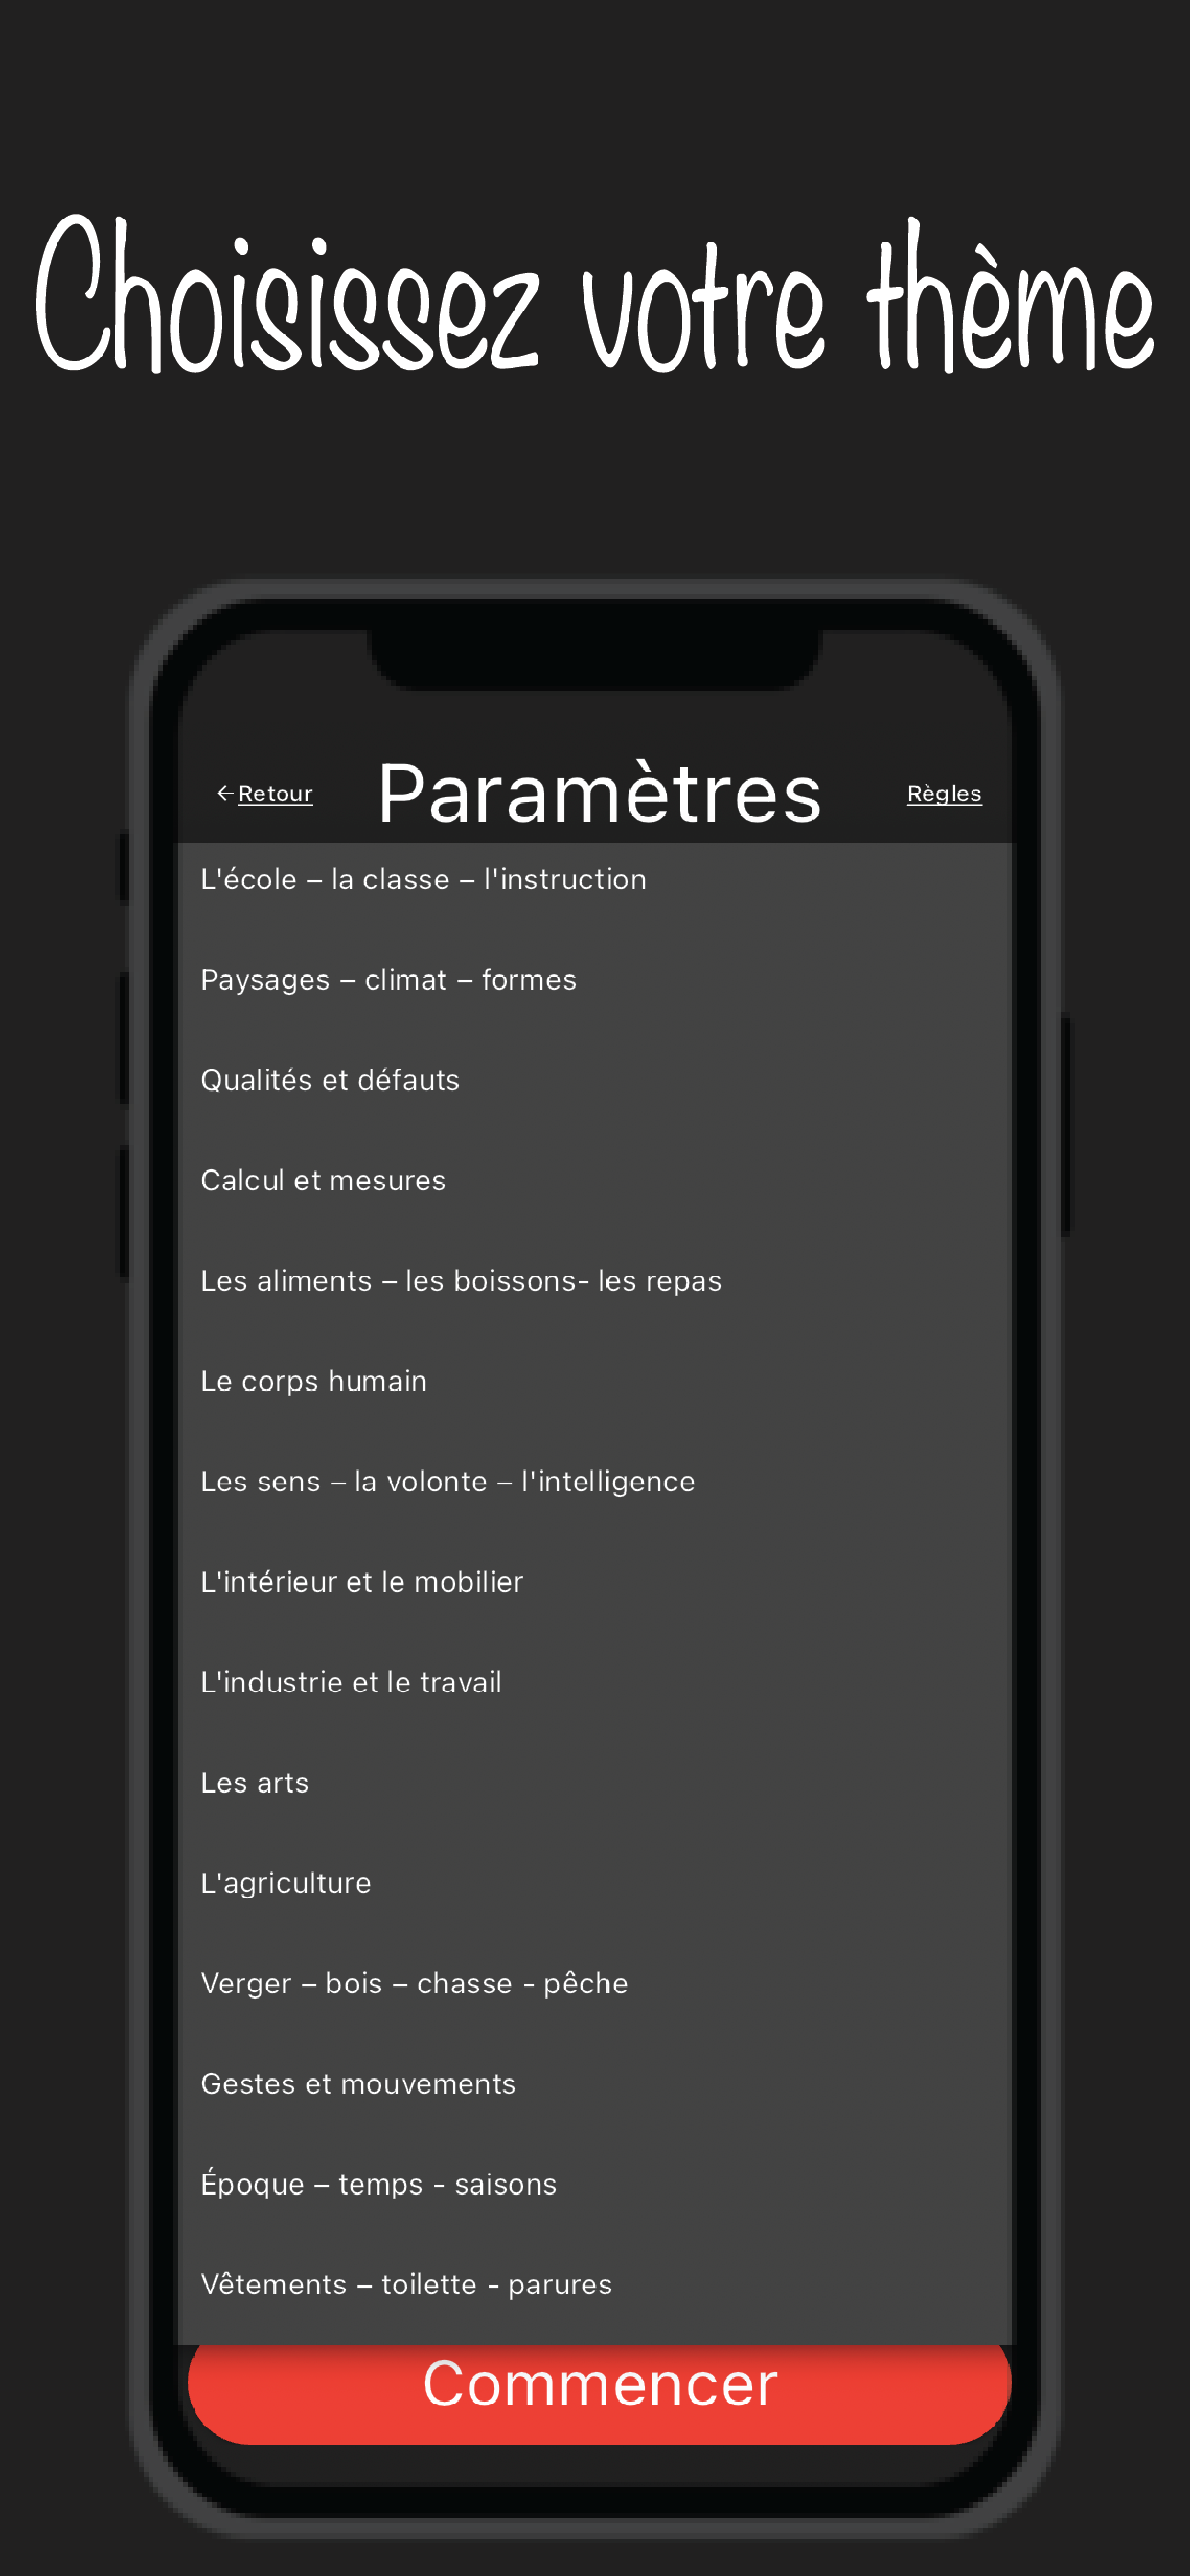 Choisissez votre thème
← Retour Paramètres Règles
L'école – la classe – l'instruction
Paysages – climat – formes
Qualités et défauts
Calcul et mesures
Les aliments – les boissons- les repas
Le corps humain
Les sens – la volonte – l'intelligence
L'intérieur et le mobilier
L'industrie et le travail
Les arts
L'agriculture
Verger – bois – chasse - pêche
Gestes et mouvements
Époque – temps - saisons
Vêtements – toilette - parures
Commencer